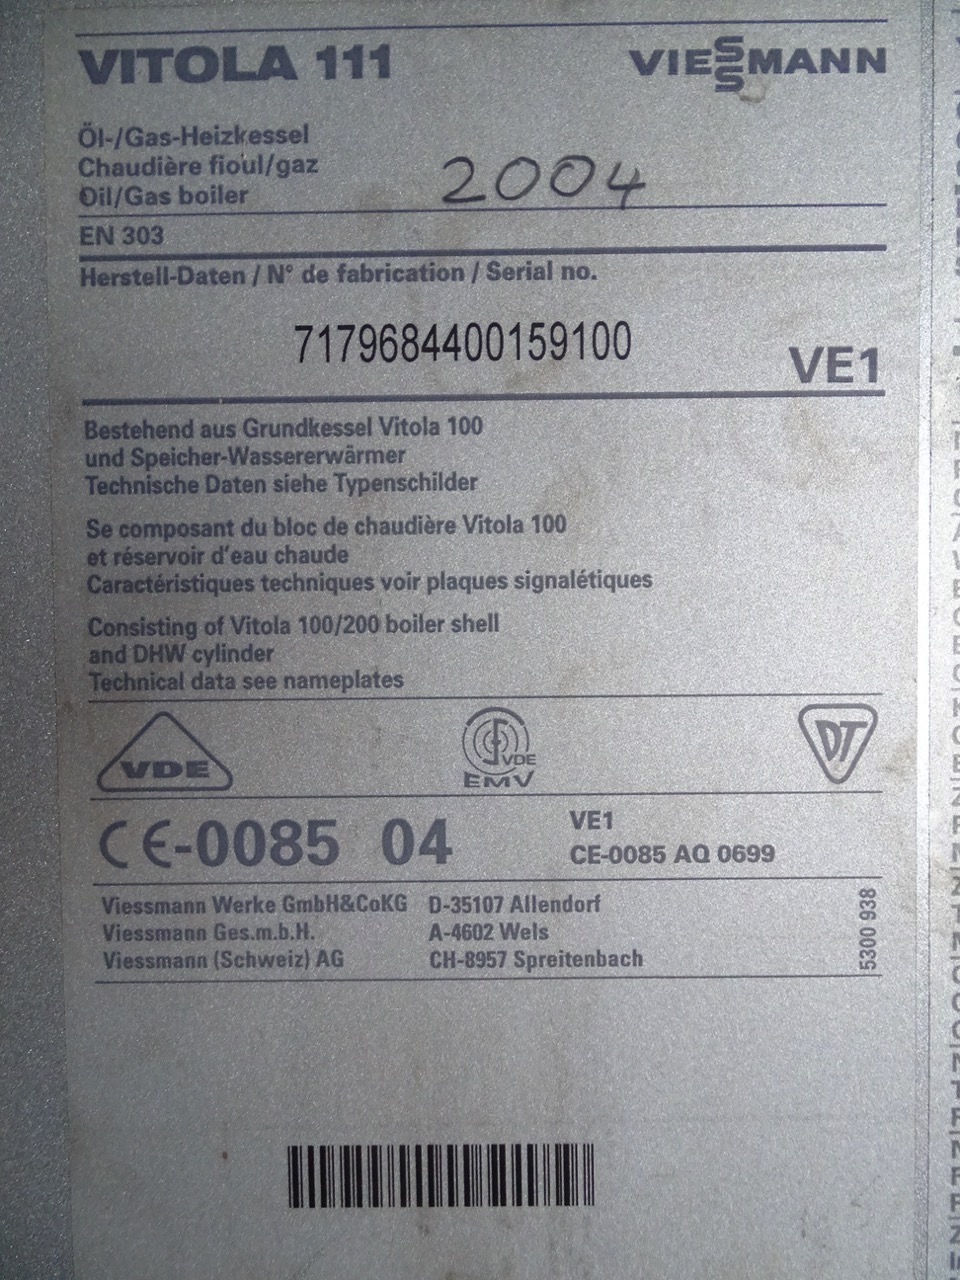 VITOLA 111
VIESSMANN
Öl-/Gas-Heizkessel
Chaudière fioul/gaz
Oil/Gas boiler
2004
EN 303
Herstell-Daten / N° de fabrication / Serial no.
7179684400159100
VE1
Bestehend aus Grundkessel Vitola 100
und Speicher-Wassererwärmer
Technische Daten siehe Typenschilder
Se composant du bloc de chaudière Vitola 100
et réservoir d'eau chaude
Caractéristiques techniques voir plaques signalétiques
Consisting of Vitola 100/200 boiler shell
and DHW cylinder
Technical data see nameplates
VDE
VDE
EMV
DT
CE-0085 04
VE1
CE-0085 AQ 0699
Viessmann Werke GmbH&CoKG D-35107 Allendorf
Viessmann Ges.m.b.H. A-4602 Wels
Viessmann (Schweiz) AG CH-8957 Spreitenbach
5300 938